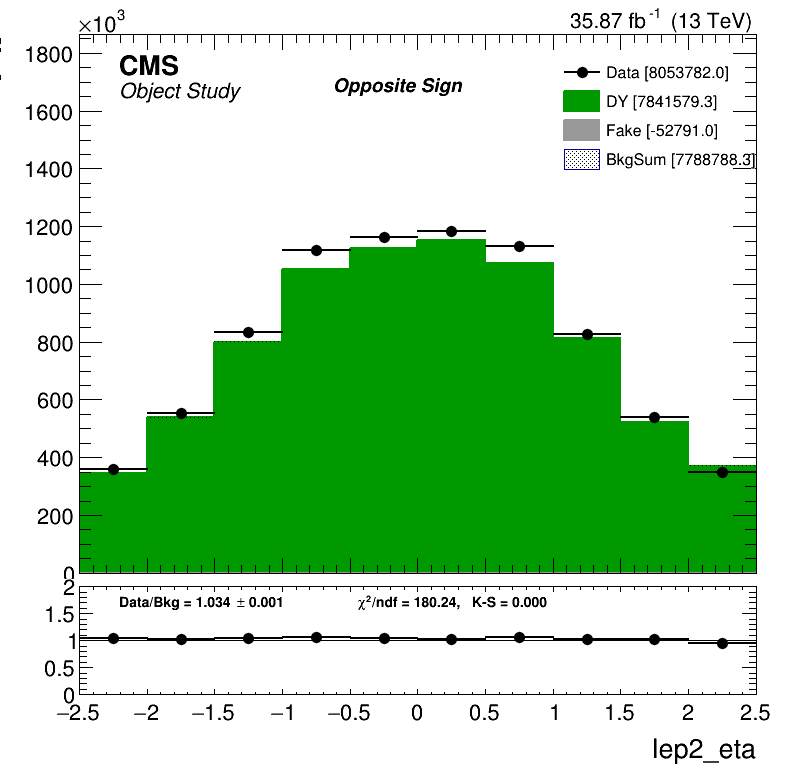 ×10³
35.87 fb⁻¹ (13 TeV)
CMS
Object Study
Opposite Sign
Data [8053782.0]
DY [7841579.3]
Fake [-52791.0]
BkgSum [7788788.3]
1800
1600
1400
1200
1000
800
600
400
200
0
Data/Bkg = 1.034 ± 0.001
χ²/ndf = 180.24, K-S = 0.000
2
1.5
1
0.5
0
−2.5 −2 −1.5 −1 −0.5 0 0.5 1 1.5 2 2.5
lep2_eta